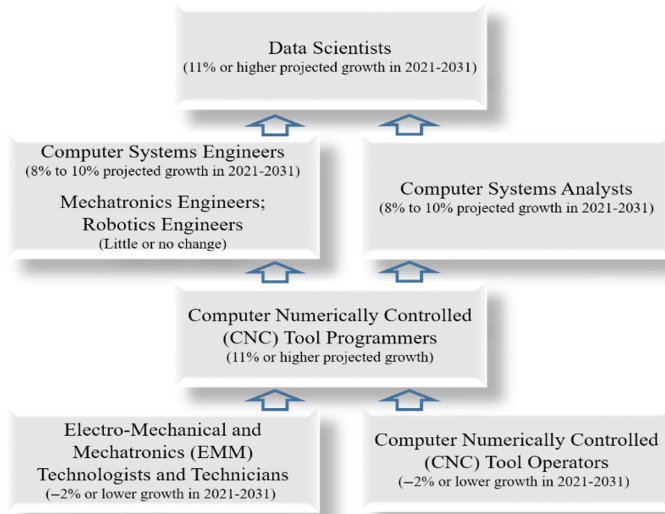 Data Scientists
(11% or higher projected growth in 2021-2031)
Computer Systems Engineers
(8% to 10% projected growth in 2021-2031)
Mechatronics Engineers;
Robotics Engineers
(Little or no change)
Computer Systems Analysts
(8% to 10% projected growth in 2021-2031)
Computer Numerically Controlled
(CNC) Tool Programmers
(11% or higher projected growth)
Electro-Mechanical and
Mechatronics (EMM)
Technologists and Technicians
(−2% or lower growth in 2021-2031)
Computer Numerically Controlled
(CNC) Tool Operators
(−2% or lower growth in 2021-2031)